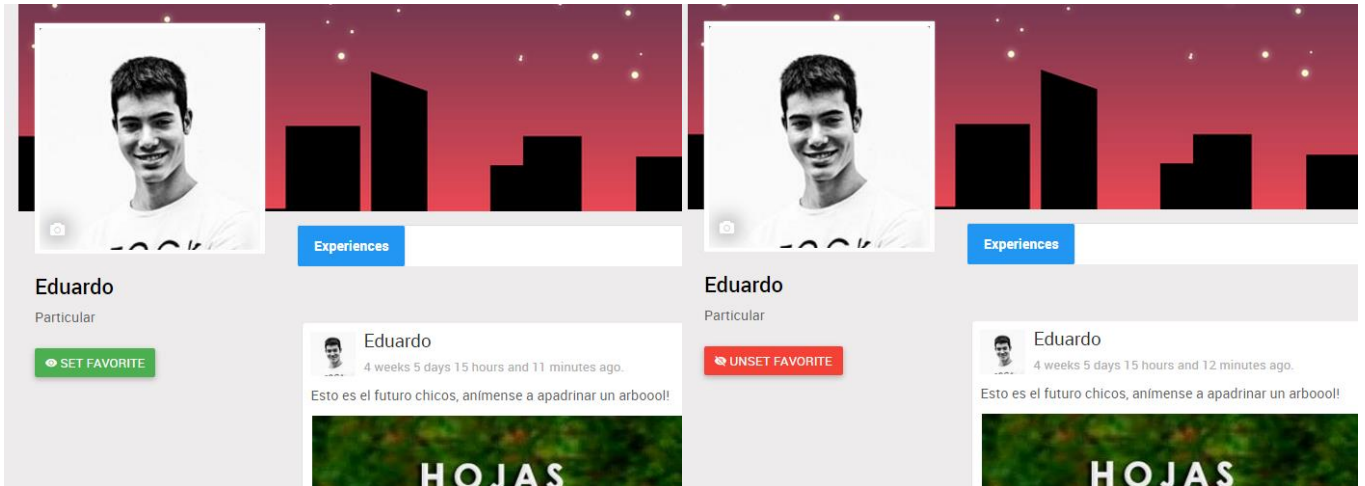 Experiences
Eduardo
Particular
SET FAVORITE
Eduardo
4 weeks 5 days 15 hours and 11 minutes ago.
Esto es el futuro chicos, anímense a apadrinar un arboool!
HOJAS
Experiences
Eduardo
Particular
UNSET FAVORITE
Eduardo
4 weeks 5 days 15 hours and 12 minutes ago.
Esto es el futuro chicos, anímense a apadrinar un arboool!
HOJAS